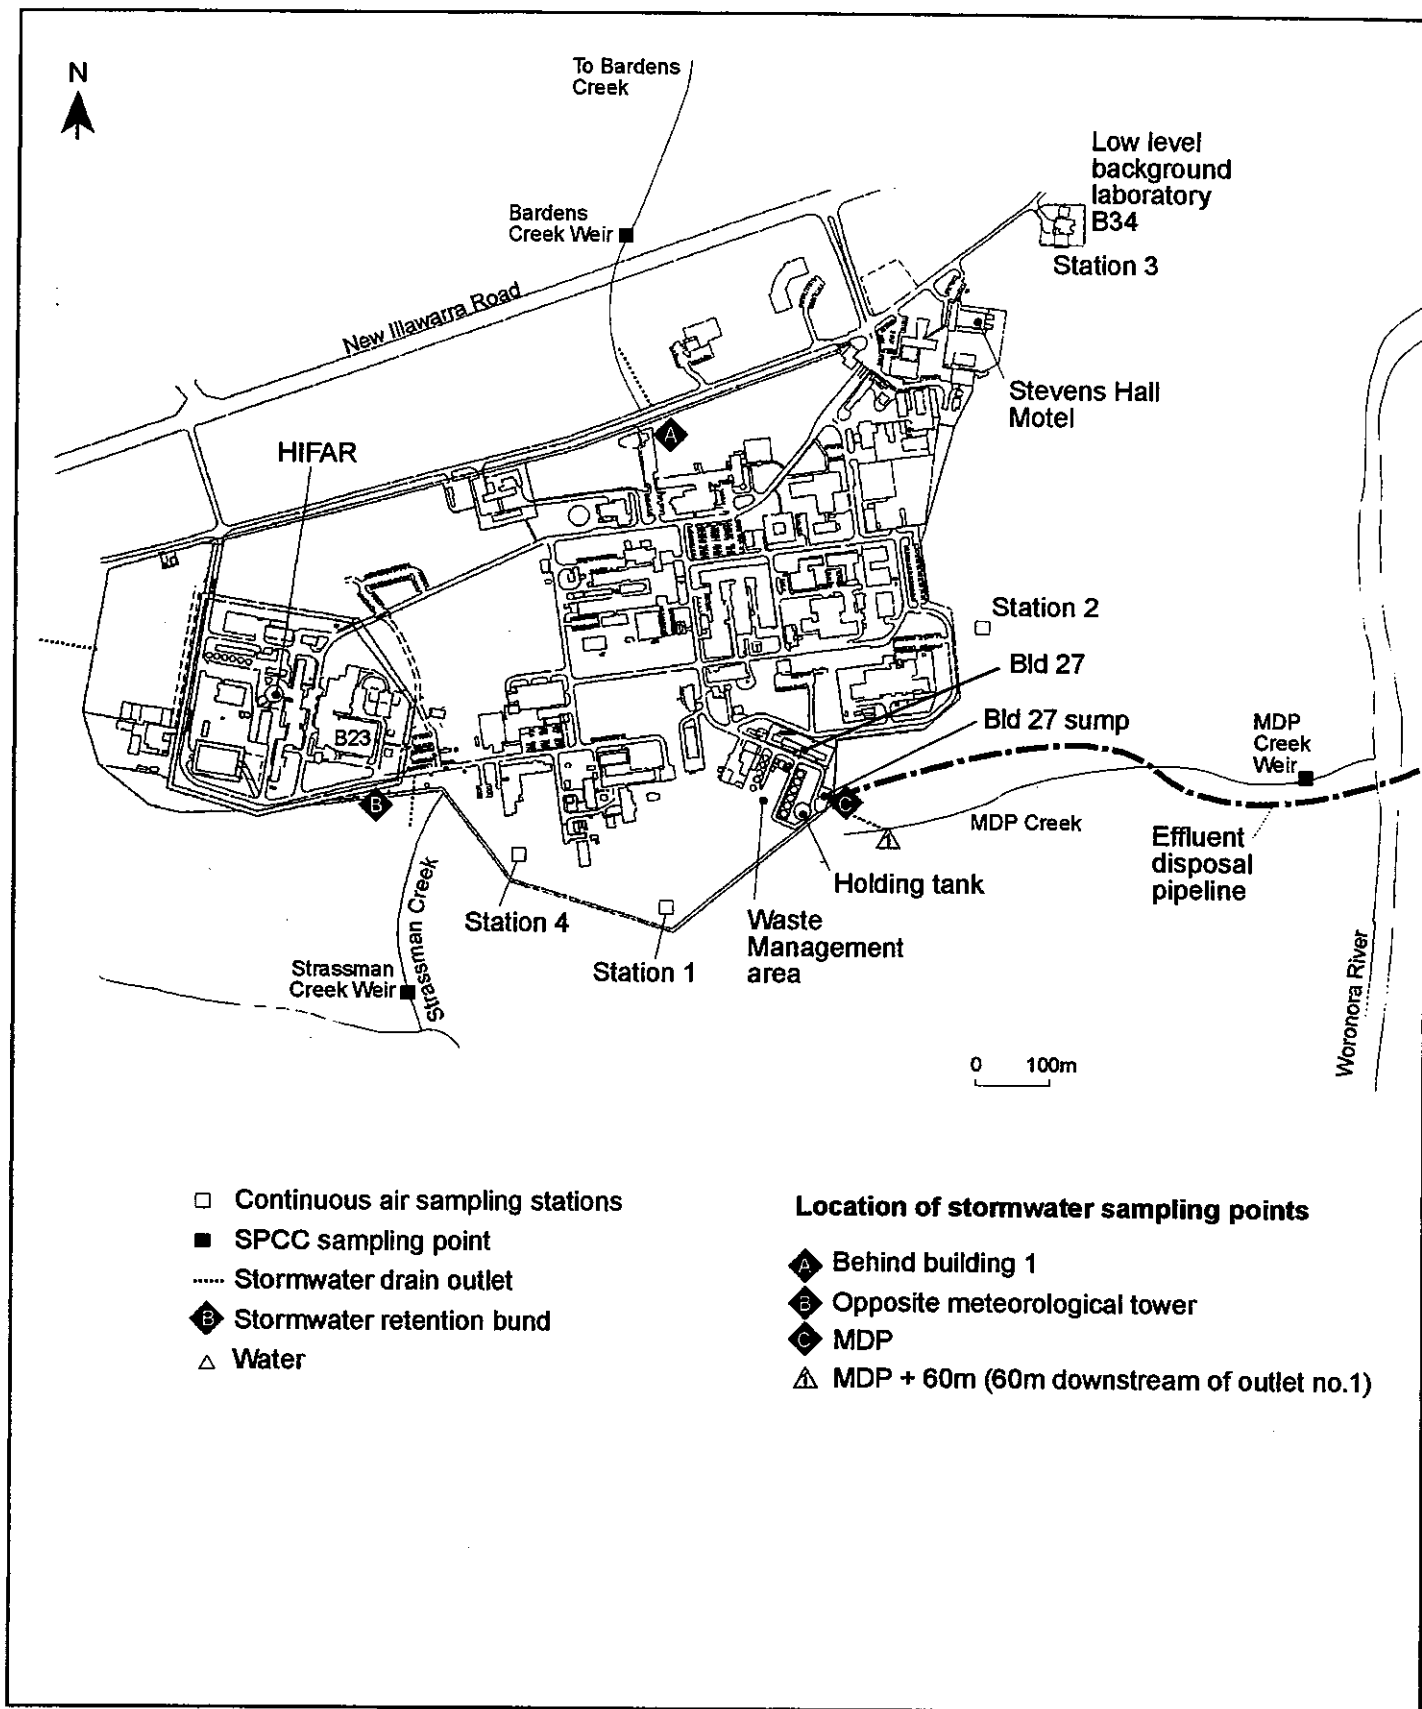 N
To Bardens
Creek
Low level
background
laboratory
B34
Bardens
Creek Weir
Station 3
New Illawarra Road
Stevens Hall
Motel
A
HIFAR
Station 2
Bld 27
B23
Bld 27 sump
MDP
Creek
Weir
B
C
MDP Creek
1
Effluent
disposal
pipeline
Holding tank
Strassman Creek
Station 4
Waste
Management
area
Station 1
Strassman
Creek Weir
Woronora River
0 100m
Continuous air sampling stations
SPCC sampling point
Stormwater drain outlet
B Stormwater retention bund
Water
Location of stormwater sampling points
A Behind building 1
B Opposite meteorological tower
C MDP
1 MDP + 60m (60m downstream of outlet no.1)